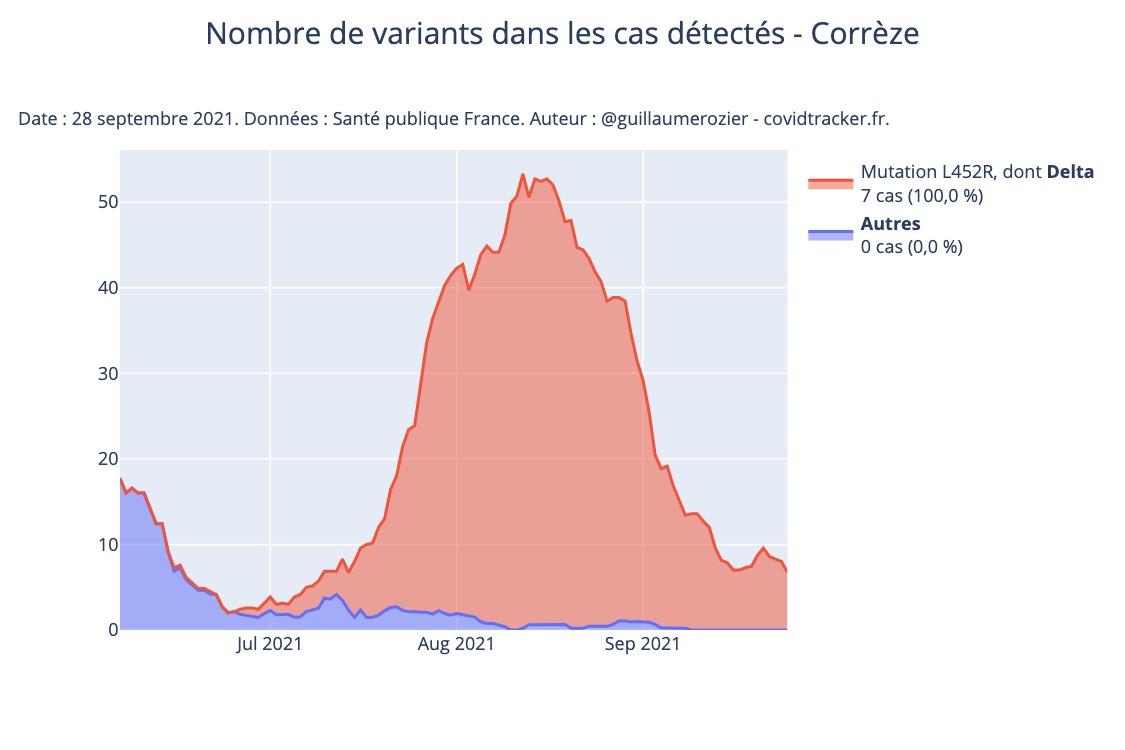 Nombre de variants dans les cas détectés - Corrèze
Date : 28 septembre 2021. Données : Santé publique France. Auteur : @guillaumerozier - covidtracker.fr.
Mutation L452R, dont Delta
7 cas (100,0 %)
Autres
0 cas (0,0 %)
50
40
30
20
10
0
Jul 2021
Aug 2021
Sep 2021